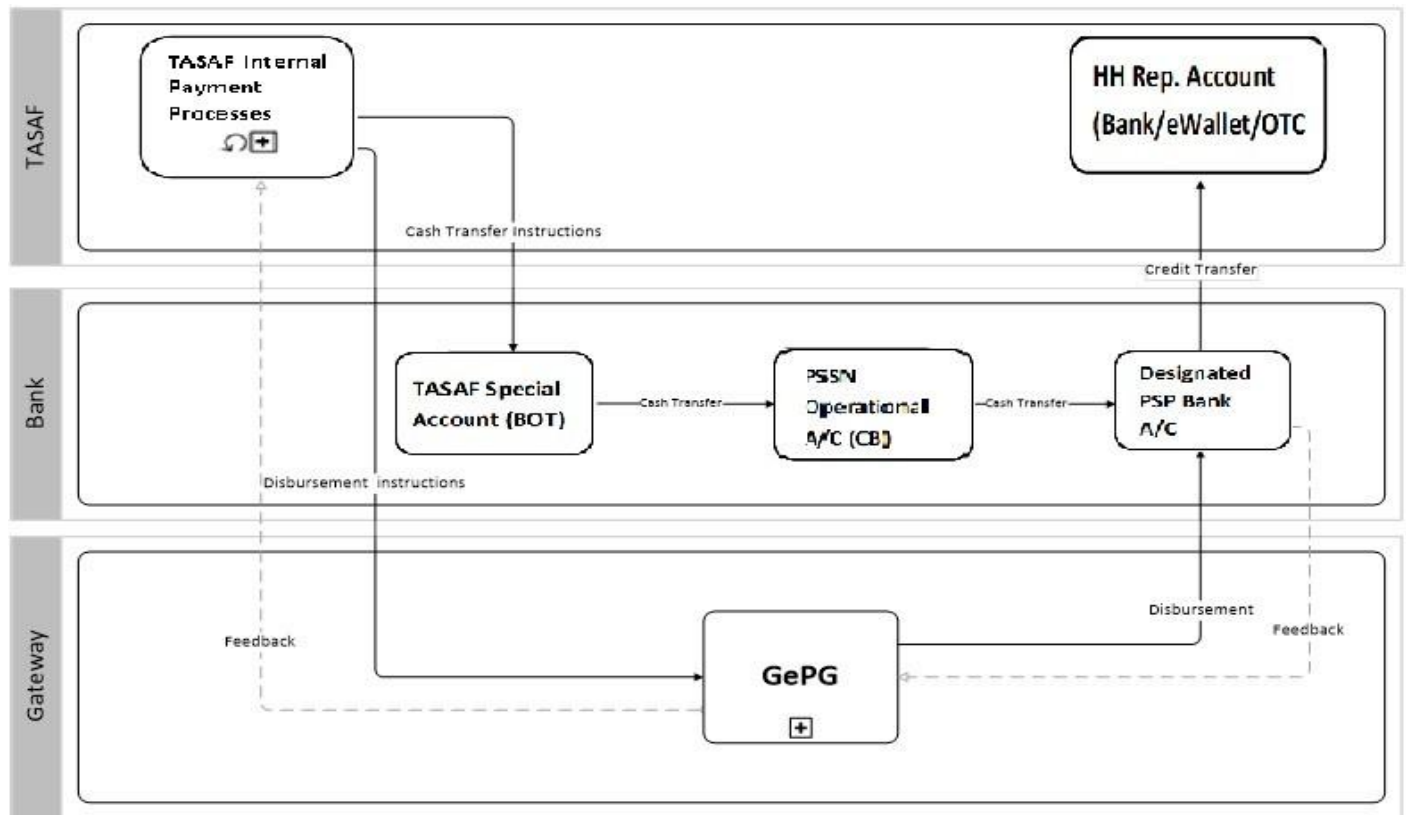 TASAF
TASAF Internal
Payment
Processes
HH Rep. Account
(Bank/eWallet/OTC
Cash Transfer Instructions
Credit Transfer
Bank
TASAF Special
Account (BOT)
Cash Transfer
PSSN
Operational
A/C (CB)
Cash Transfer
Designated
PSP Bank
A/C
Disbursement instructions
Gateway
Feedback
GePG
Disbursement
Feedback